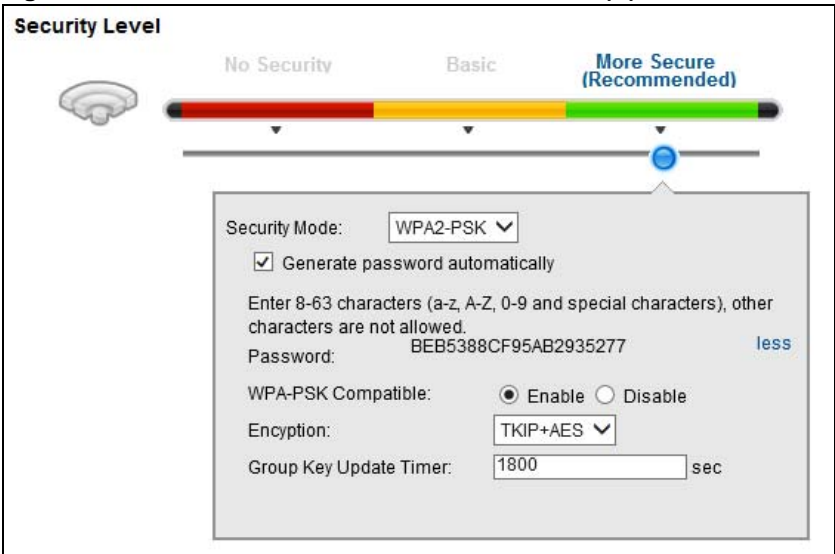 Security Level
No Security
Basic
More Secure
(Recommended)
Security Mode: WPA2-PSK
Generate password automatically
Enter 8-63 characters (a-z, A-Z, 0-9 and special characters), other
characters are not allowed.
Password: BEB5388CF95AB2935277 less
WPA-PSK Compatible: Enable Disable
Encyption: TKIP+AES
Group Key Update Timer: 1800 sec